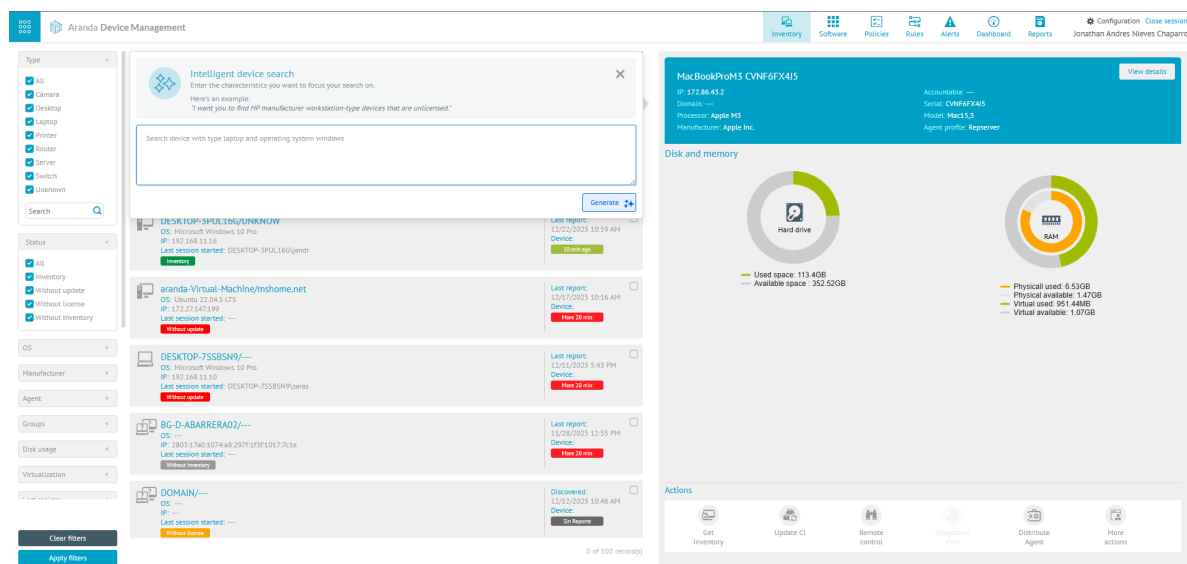 Aranda Device Management
Inventory
Software
Policies
Rules
Alerts
Dashboard
Reports
Configuration Close session
Jonathan Andres Nieves Chaparro
Type
All
Cámara
Desktop
Laptop
Printer
Router
Server
Switch
Unknown
Search
Status
All
Inventory
Without update
Without license
Without Inventory
OS
Manufacturer
Agent
Groups
Disk usage
Virtualization
Clear filters
Apply filters
Intelligent device search
Enter the characteristics you want to focus your search on.
Here's an example:
"I want you to find HP manufacturer workstation-type devices that are unlicensed."
Search device with type laptop and operating system windows
Generate
DESKTOP-3PUL16G/UNKNOW
OS: Microsoft Windows 10 Pro
IP: 192.168.11.16
Last session started: DESKTOP-3PUL16G\jandr
Inventory
Last report:
12/22/2025 10:59 AM
Device:
10 min ago
aranda-Virtual-Machine/mshome.net
OS: Ubuntu 22.04.5 LTS
IP: 172.27.147.199
Last session started: ---
Without update
Last report:
12/17/2025 10:16 AM
Device:
More 20 min
DESKTOP-7SSBSN9/---
OS: Microsoft Windows 10 Pro
IP: 192.168.11.10
Last session started: DESKTOP-7SSBSN9\saras
Without update
Last report:
12/11/2025 5:43 PM
Device:
More 20 min
BG-D-ABARRERA02/---
OS: ---
IP: 2803:17a0:1074:a8:297f:1f3f:1017:7c1e
Last session started: ---
Without Inventory
Last report:
11/28/2025 12:35 PM
Device:
More 20 min
DOMAIN/---
OS: ---
IP: ---
Last session started: ---
Without license
Discovered:
12/12/2025 10:46 AM
Device:
Sin Reporte
0 of 100 record(s)
MacBookProM3 CVNF6FX4J5
View details
IP: 172.86.43.2
Domain: ---
Processor: Apple M3
Manufacturer: Apple Inc.
Accountable: ---
Serial: CVNF6FX4J5
Model: Mac15,3
Agent profile: Repserver
Disk and memory
Hard drive
Used space: 113.4GB
Available space : 352.52GB
RAM
Physicall used: 6.53GB
Physical available: 1.47GB
Virtual used: 951.44MB
Virtual available: 1.07GB
Actions
Get
Inventory
Update CI
Remote
control
Distribute
Agent
More
actions